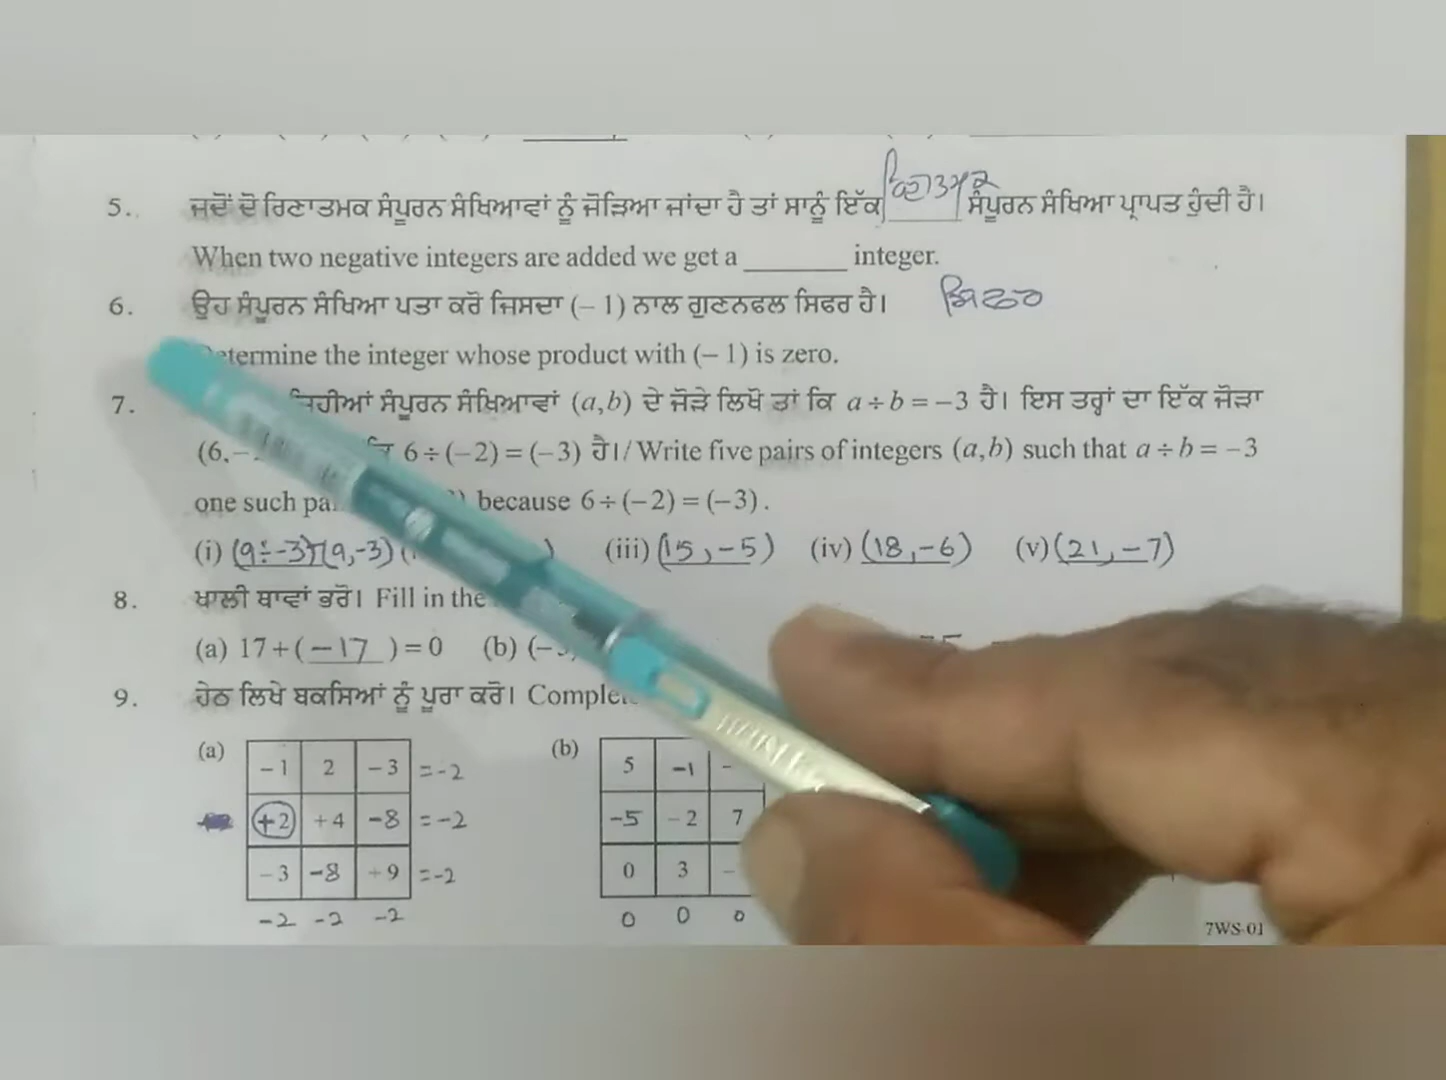 5. ਜਦੋਂ ਦੋ ਰਿਣਾਤਮਕ ਸੰਪੂਰਨ ਸੰਖਿਆਵਾਂ ਨੂੰ ਜੋੜਿਆ ਜਾਂਦਾ ਹੈ ਤਾਂ ਸਾਨੂੰ ਇੱਕ ਸੰਪੂਰਨ ਸੰਖਿਆ ਪ੍ਰਾਪਤ ਹੁੰਦੀ ਹੈ।
When two negative integers are added we get a ______ integer.
6. ਉਹ ਸੰਪੂਰਨ ਸੰਖਿਆ ਪਤਾ ਕਰੋ ਜਿਸਦਾ (– 1) ਨਾਲ ਗੁਣਨਫਲ ਸਿਫਰ ਹੈ। ਸਿਫਰ
the integer whose product with (– 1) is zero.
7. ਸੰਪੂਰਨ ਸੰਖਿਆਵਾਂ (a,b) ਦੇ ਜੋੜੇ ਲਿਖੋ ਤਾਂ ਕਿ a ÷ b = –3 ਹੈ। ਇਸ ਤਰ੍ਹਾਂ ਦਾ ਇੱਕ ਜੋੜਾ
(6,– 6 ÷ (–2) = (–3) ਹੈ।/ Write five pairs of integers (a,b) such that a ÷ b = –3
one such because 6 ÷ (–2) = (–3).
(i) (9÷-3) (9,-3) (iii) (15,-5) (iv) (18,-6) (v) (21,-7)
8. ਖਾਲੀ ਥਾਵਾਂ ਭਰੋ। Fill in the
(a) 17+(-17)=0 (b)
9. ਹੇਠ ਲਿਖੇ ਬਕਸਿਆਂ ਨੂੰ ਪੂਰਾ ਕਰੋ।
(a) (b)
-1 2 -3 =-2 5 -1
+2 +4 -8 =-2 -5 -2 7
-3 -8 +9 =-2 0 3
-2 -2 -2 0 0 0
7WS-01